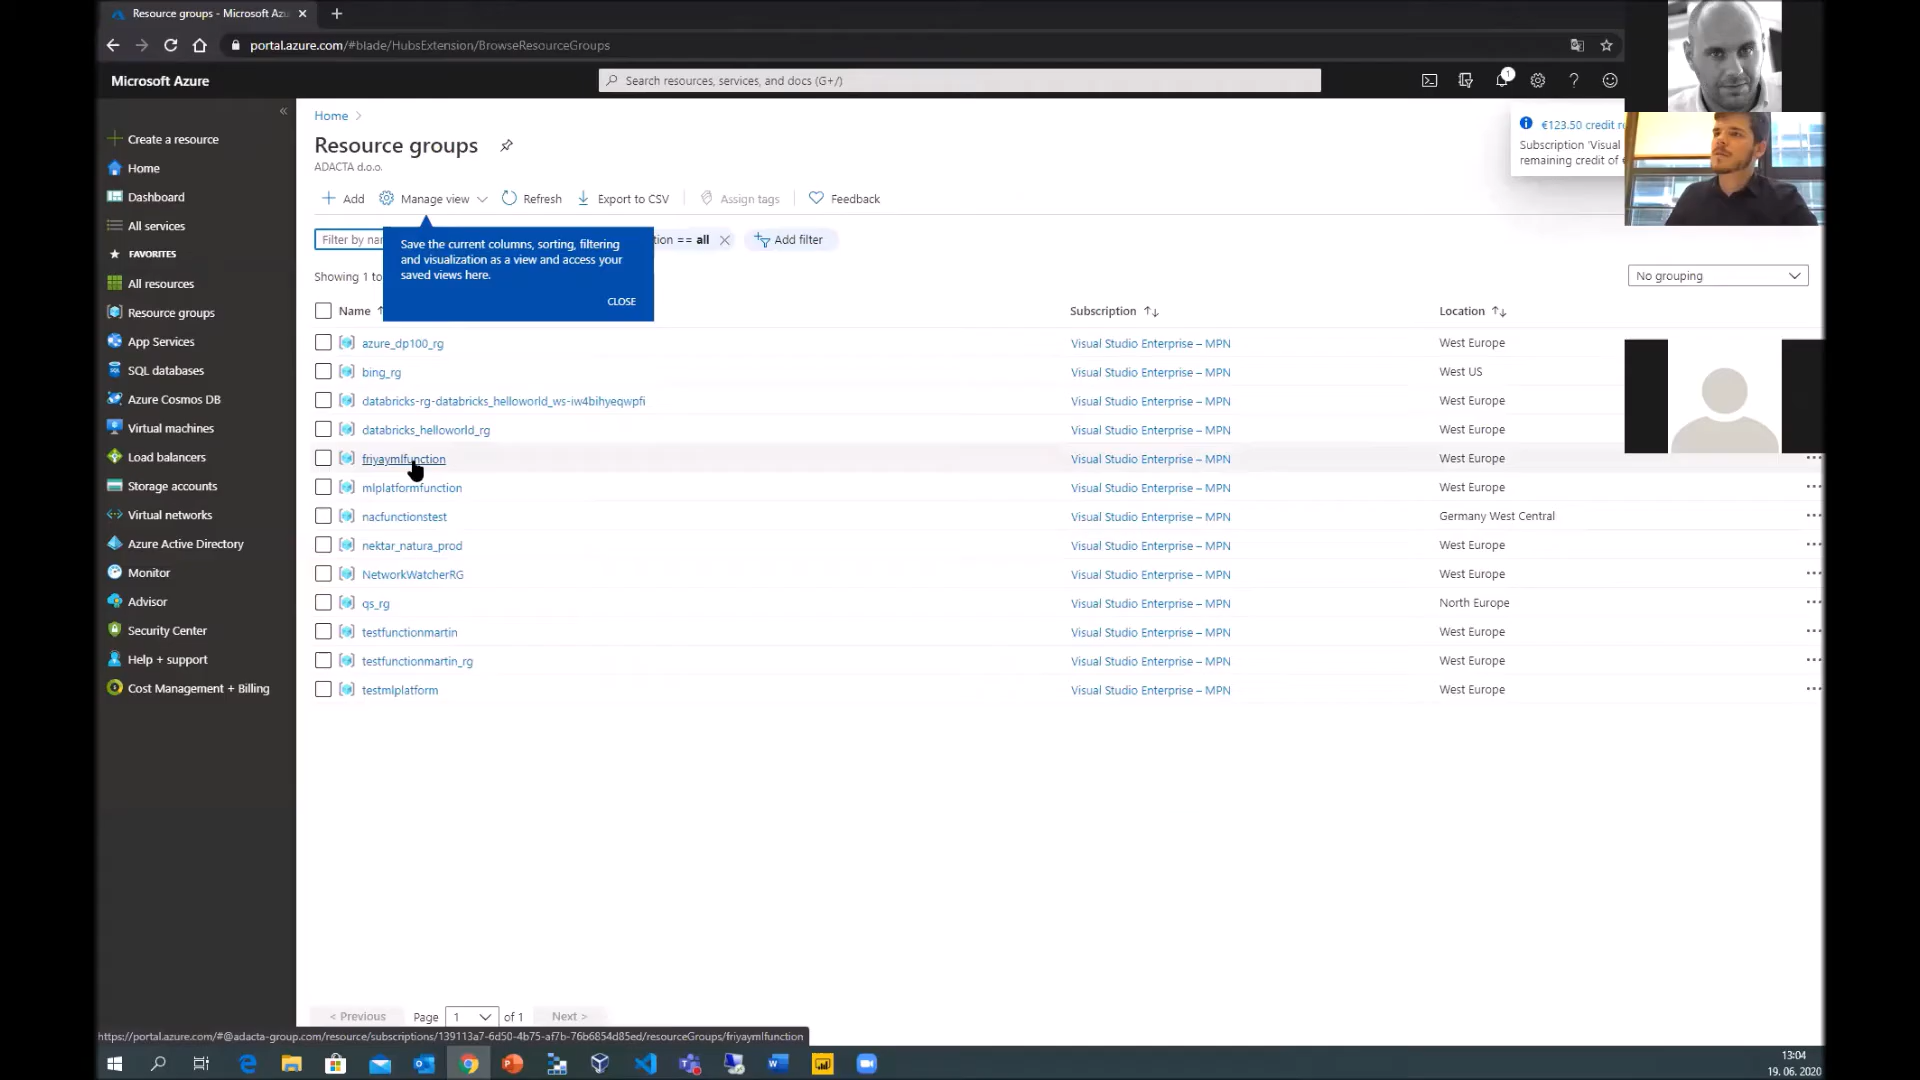 Resource groups - Microsoft Azu
portal.azure.com/#blade/HubsExtension/BrowseResourceGroups
Microsoft Azure
Search resources, services, and docs (G+/)
1
Create a resource
Home
Dashboard
All services
FAVORITES
All resources
Resource groups
App Services
SQL databases
Azure Cosmos DB
Virtual machines
Load balancers
Storage accounts
Virtual networks
Azure Active Directory
Monitor
Advisor
Security Center
Help + support
Cost Management + Billing
Home >
Resource groups
ADACTA d.o.o.
€123.50 credit re
Subscription 'Visual
remaining credit of €
Add Manage view Refresh Export to CSV Assign tags Feedback
Filter by nam
tion == all
Add filter
Save the current columns, sorting, filtering
and visualization as a view and access your
saved views here.
CLOSE
Showing 1 to
No grouping
Name ↑ Subscription ↑↓ Location ↑↓
azure_dp100_rg Visual Studio Enterprise – MPN West Europe
bing_rg Visual Studio Enterprise – MPN West US
databricks-rg-databricks_helloworld_ws-iw4bihyeqwpfi Visual Studio Enterprise – MPN West Europe
databricks_helloworld_rg Visual Studio Enterprise – MPN West Europe
friyaymlfunction Visual Studio Enterprise – MPN West Europe
mlplatformfunction Visual Studio Enterprise – MPN West Europe
nacfunctionstest Visual Studio Enterprise – MPN Germany West Central
nektar_natura_prod Visual Studio Enterprise – MPN West Europe
NetworkWatcherRG Visual Studio Enterprise – MPN West Europe
qs_rg Visual Studio Enterprise – MPN North Europe
testfunctionmartin Visual Studio Enterprise – MPN West Europe
testfunctionmartin_rg Visual Studio Enterprise – MPN West Europe
testmlplatform Visual Studio Enterprise – MPN West Europe
< Previous Page 1 of 1 Next >
https://portal.azure.com/#@adacta-group.com/resource/subscriptions/139113a7-6d50-4b75-af7b-76b6854d85ed/resourceGroups/friyaymlfunction
13:04
19. 06. 2020